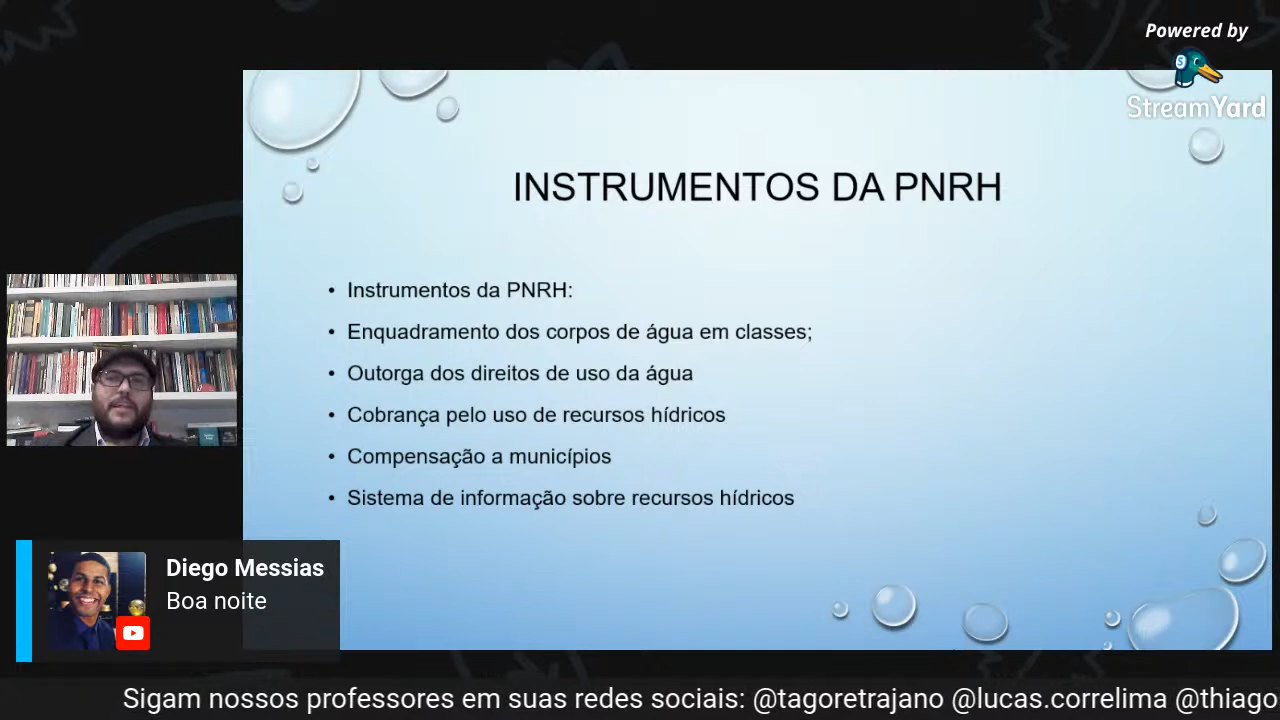 Powered by
StreamYard
INSTRUMENTOS DA PNRH
• Instrumentos da PNRH:
• Enquadramento dos corpos de água em classes;
• Outorga dos direitos de uso da água
• Cobrança pelo uso de recursos hídricos
• Compensação a municípios
• Sistema de informação sobre recursos hídricos
Diego Messias
Boa noite
Sigam nossos professores em suas redes sociais: @tagoretrajano @lucas.correlima @thiago